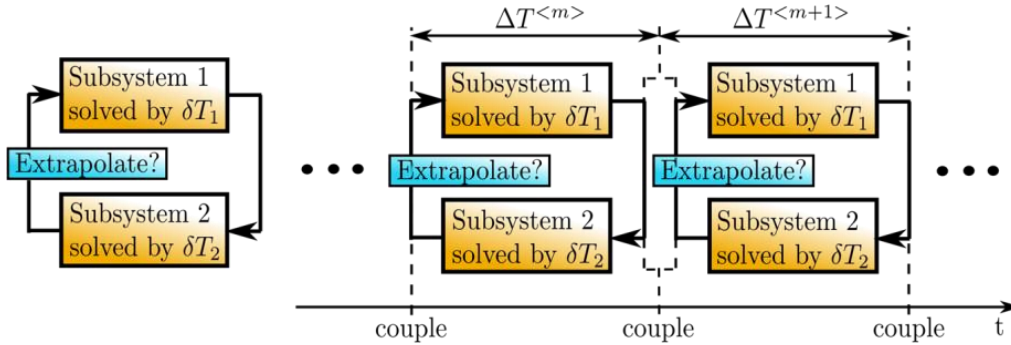 Subsystem 1
solved by δT₁
Extrapolate?
Subsystem 2
solved by δT₂
ΔT^{<m>}
ΔT^{<m+1>}
Subsystem 1
solved by δT₁
Subsystem 1
solved by δT₁
Extrapolate?
Extrapolate?
Subsystem 2
solved by δT₂
Subsystem 2
solved by δT₂
couple
couple
couple
t